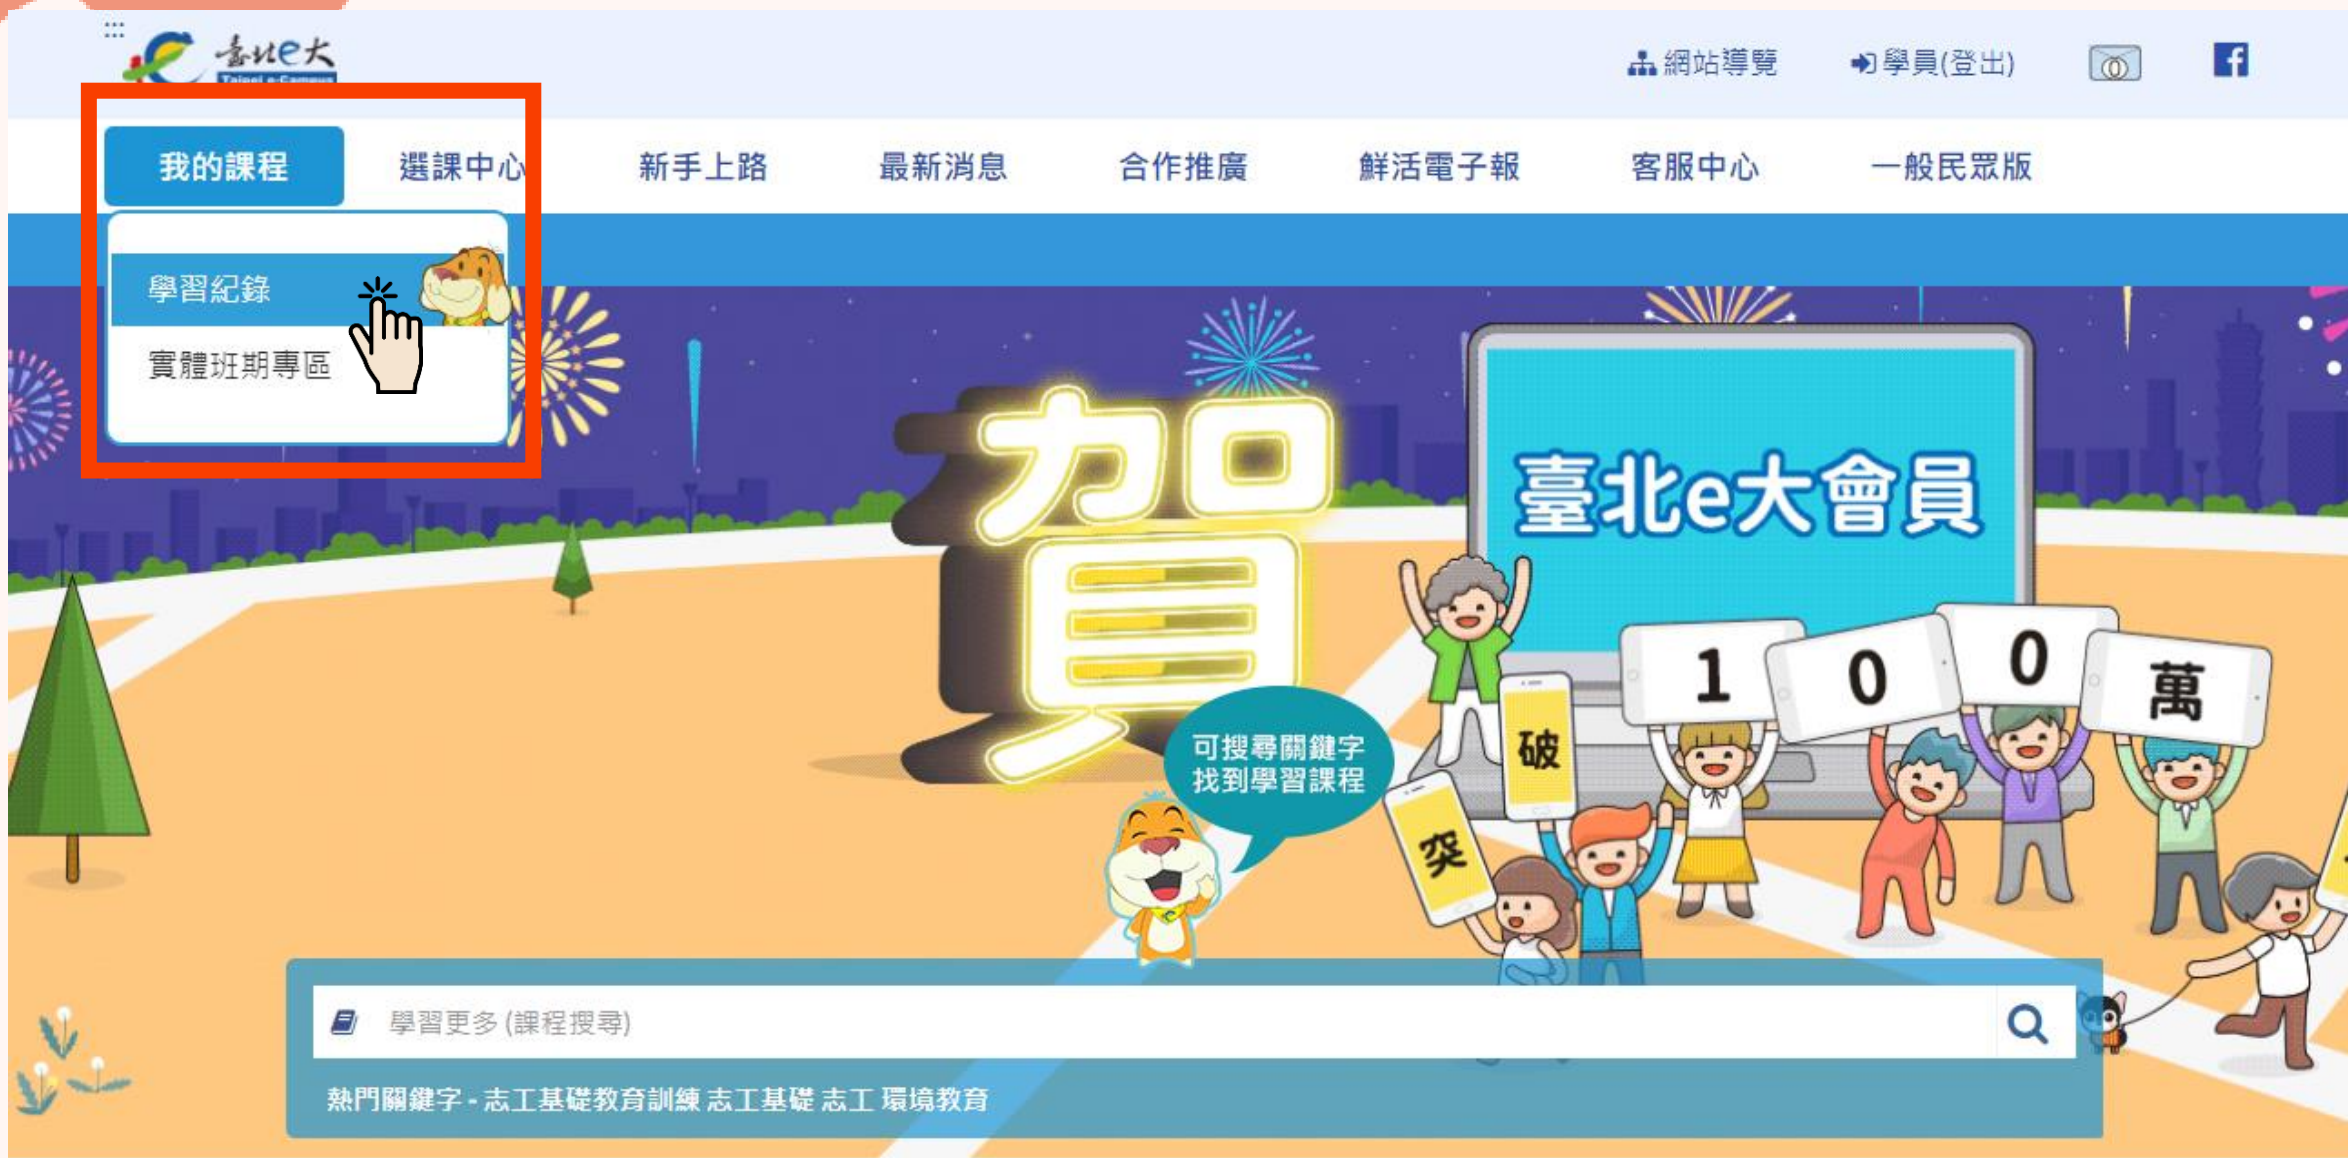 臺北e大
Taipei e-Campus
網站導覽
學員(登出)
我的課程
選課中心
新手上路
最新消息
合作推廣
鮮活電子報
客服中心
一般民眾版
學習紀錄
實體班期專區
賀
臺北e大會員
突
破
1
0
0
萬
可搜尋關鍵字
找到學習課程
學習更多 (課程搜尋)
熱門關鍵字 - 志工基礎教育訓練 志工基礎 志工 環境教育